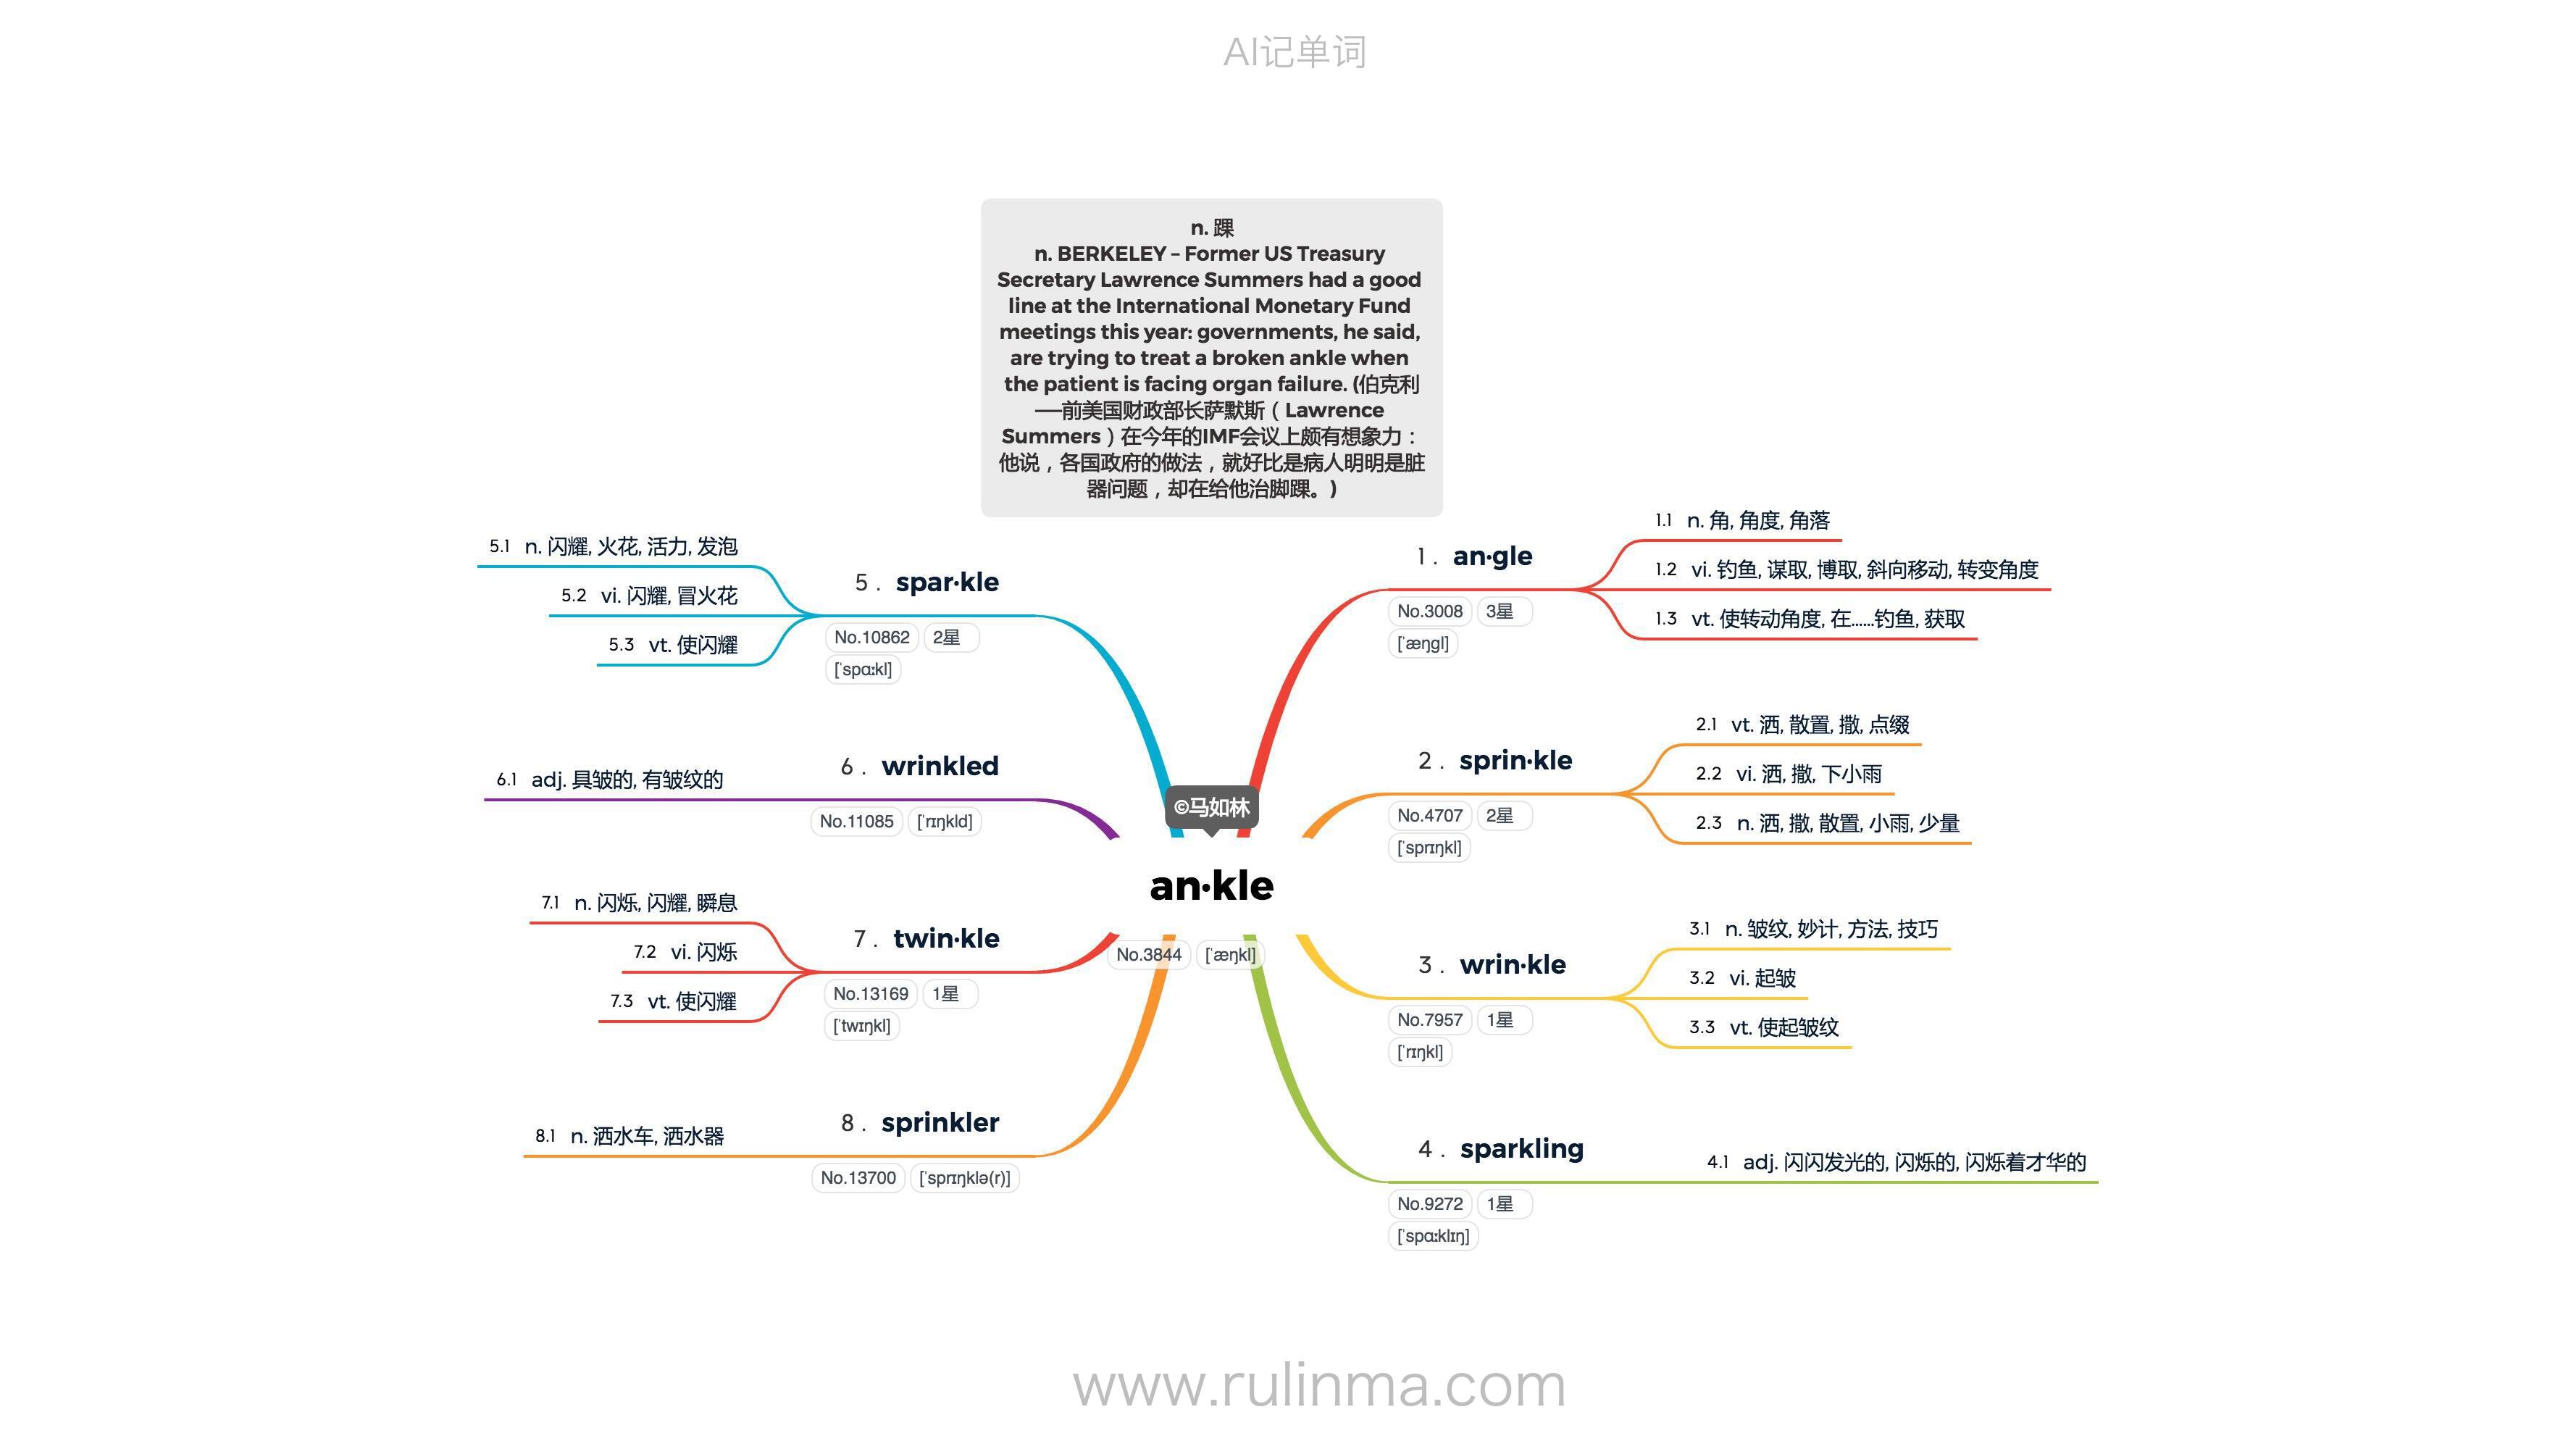 AI记单词
n. 踝
n. BERKELEY – Former US Treasury
Secretary Lawrence Summers had a good
line at the International Monetary Fund
meetings this year: governments, he said,
are trying to treat a broken ankle when
the patient is facing organ failure. (伯克利
──前美国财政部长萨默斯（Lawrence
Summers）在今年的IMF会议上颇有想象力：
他说，各国政府的做法，就好比是病人明明是脏
器问题，却在给他治脚踝。)
©马如林
an·kle
No.3844 [ˈæŋkl]
1. an·gle
No.3008 3星
[ˈæŋgl]
1.1 n. 角, 角度, 角落
1.2 vi. 钓鱼, 谋取, 博取, 斜向移动, 转变角度
1.3 vt. 使转动角度, 在……钓鱼, 获取
2. sprin·kle
No.4707 2星
[ˈsprɪŋkl]
2.1 vt. 洒, 散置, 撒, 点缀
2.2 vi. 洒, 撒, 下小雨
2.3 n. 洒, 撒, 散置, 小雨, 少量
3. wrin·kle
No.7957 1星
[ˈrɪŋkl]
3.1 n. 皱纹, 妙计, 方法, 技巧
3.2 vi. 起皱
3.3 vt. 使起皱纹
4. sparkling
No.9272 1星
[ˈspɑːklɪŋ]
4.1 adj. 闪闪发光的, 闪烁的, 闪烁着才华的
5. spar·kle
No.10862 2星
[ˈspɑːkl]
5.1 n. 闪耀, 火花, 活力, 发泡
5.2 vi. 闪耀, 冒火花
5.3 vt. 使闪耀
6. wrinkled
No.11085 [ˈrɪŋkld]
6.1 adj. 具皱的, 有皱纹的
7. twin·kle
No.13169 1星
[ˈtwɪŋkl]
7.1 n. 闪烁, 闪耀, 瞬息
7.2 vi. 闪烁
7.3 vt. 使闪耀
8. sprinkler
No.13700 [ˈsprɪŋklə(r)]
8.1 n. 洒水车, 洒水器
www.rulinma.com